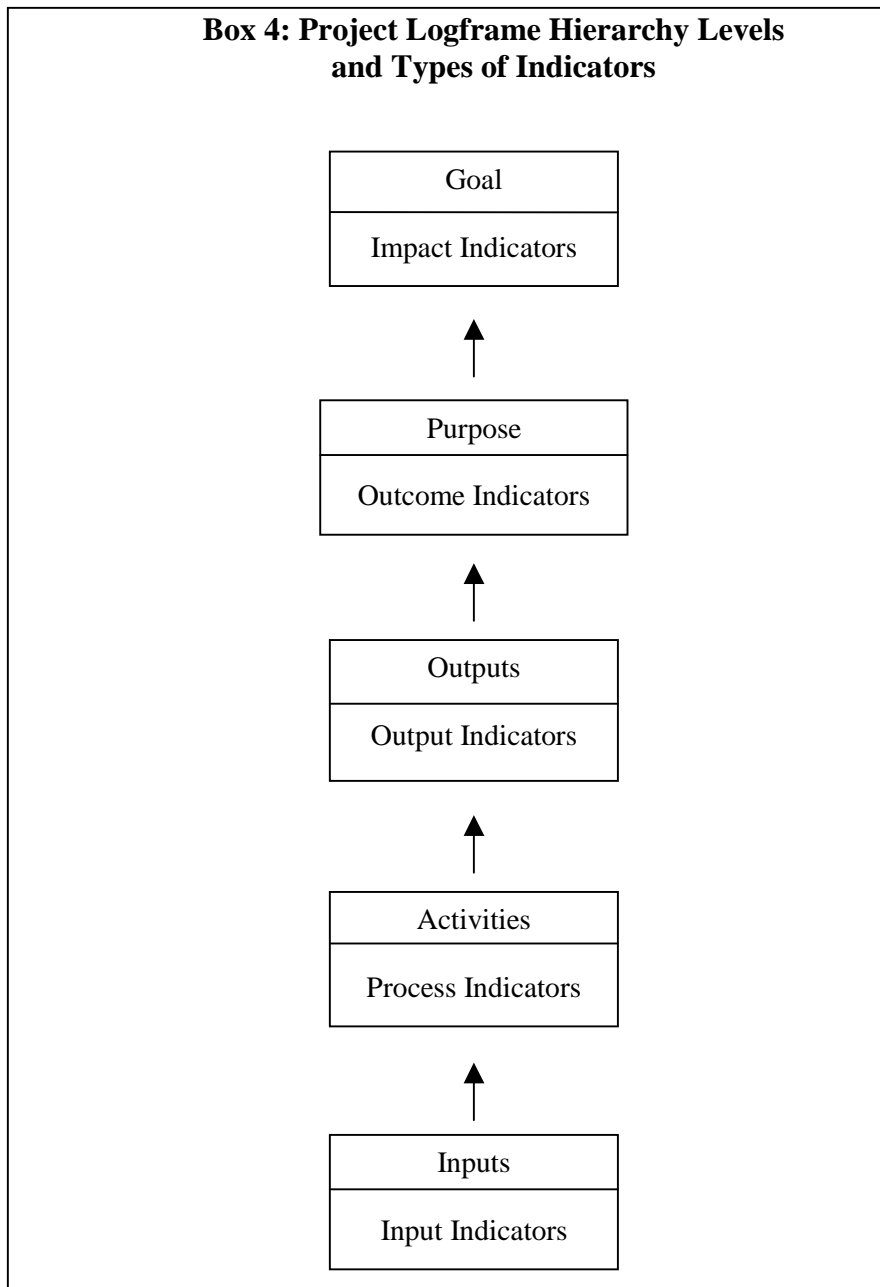 Box 4: Project Logframe Hierarchy Levels
and Types of Indicators
Goal
Impact Indicators
Purpose
Outcome Indicators
Outputs
Output Indicators
Activities
Process Indicators
Inputs
Input Indicators